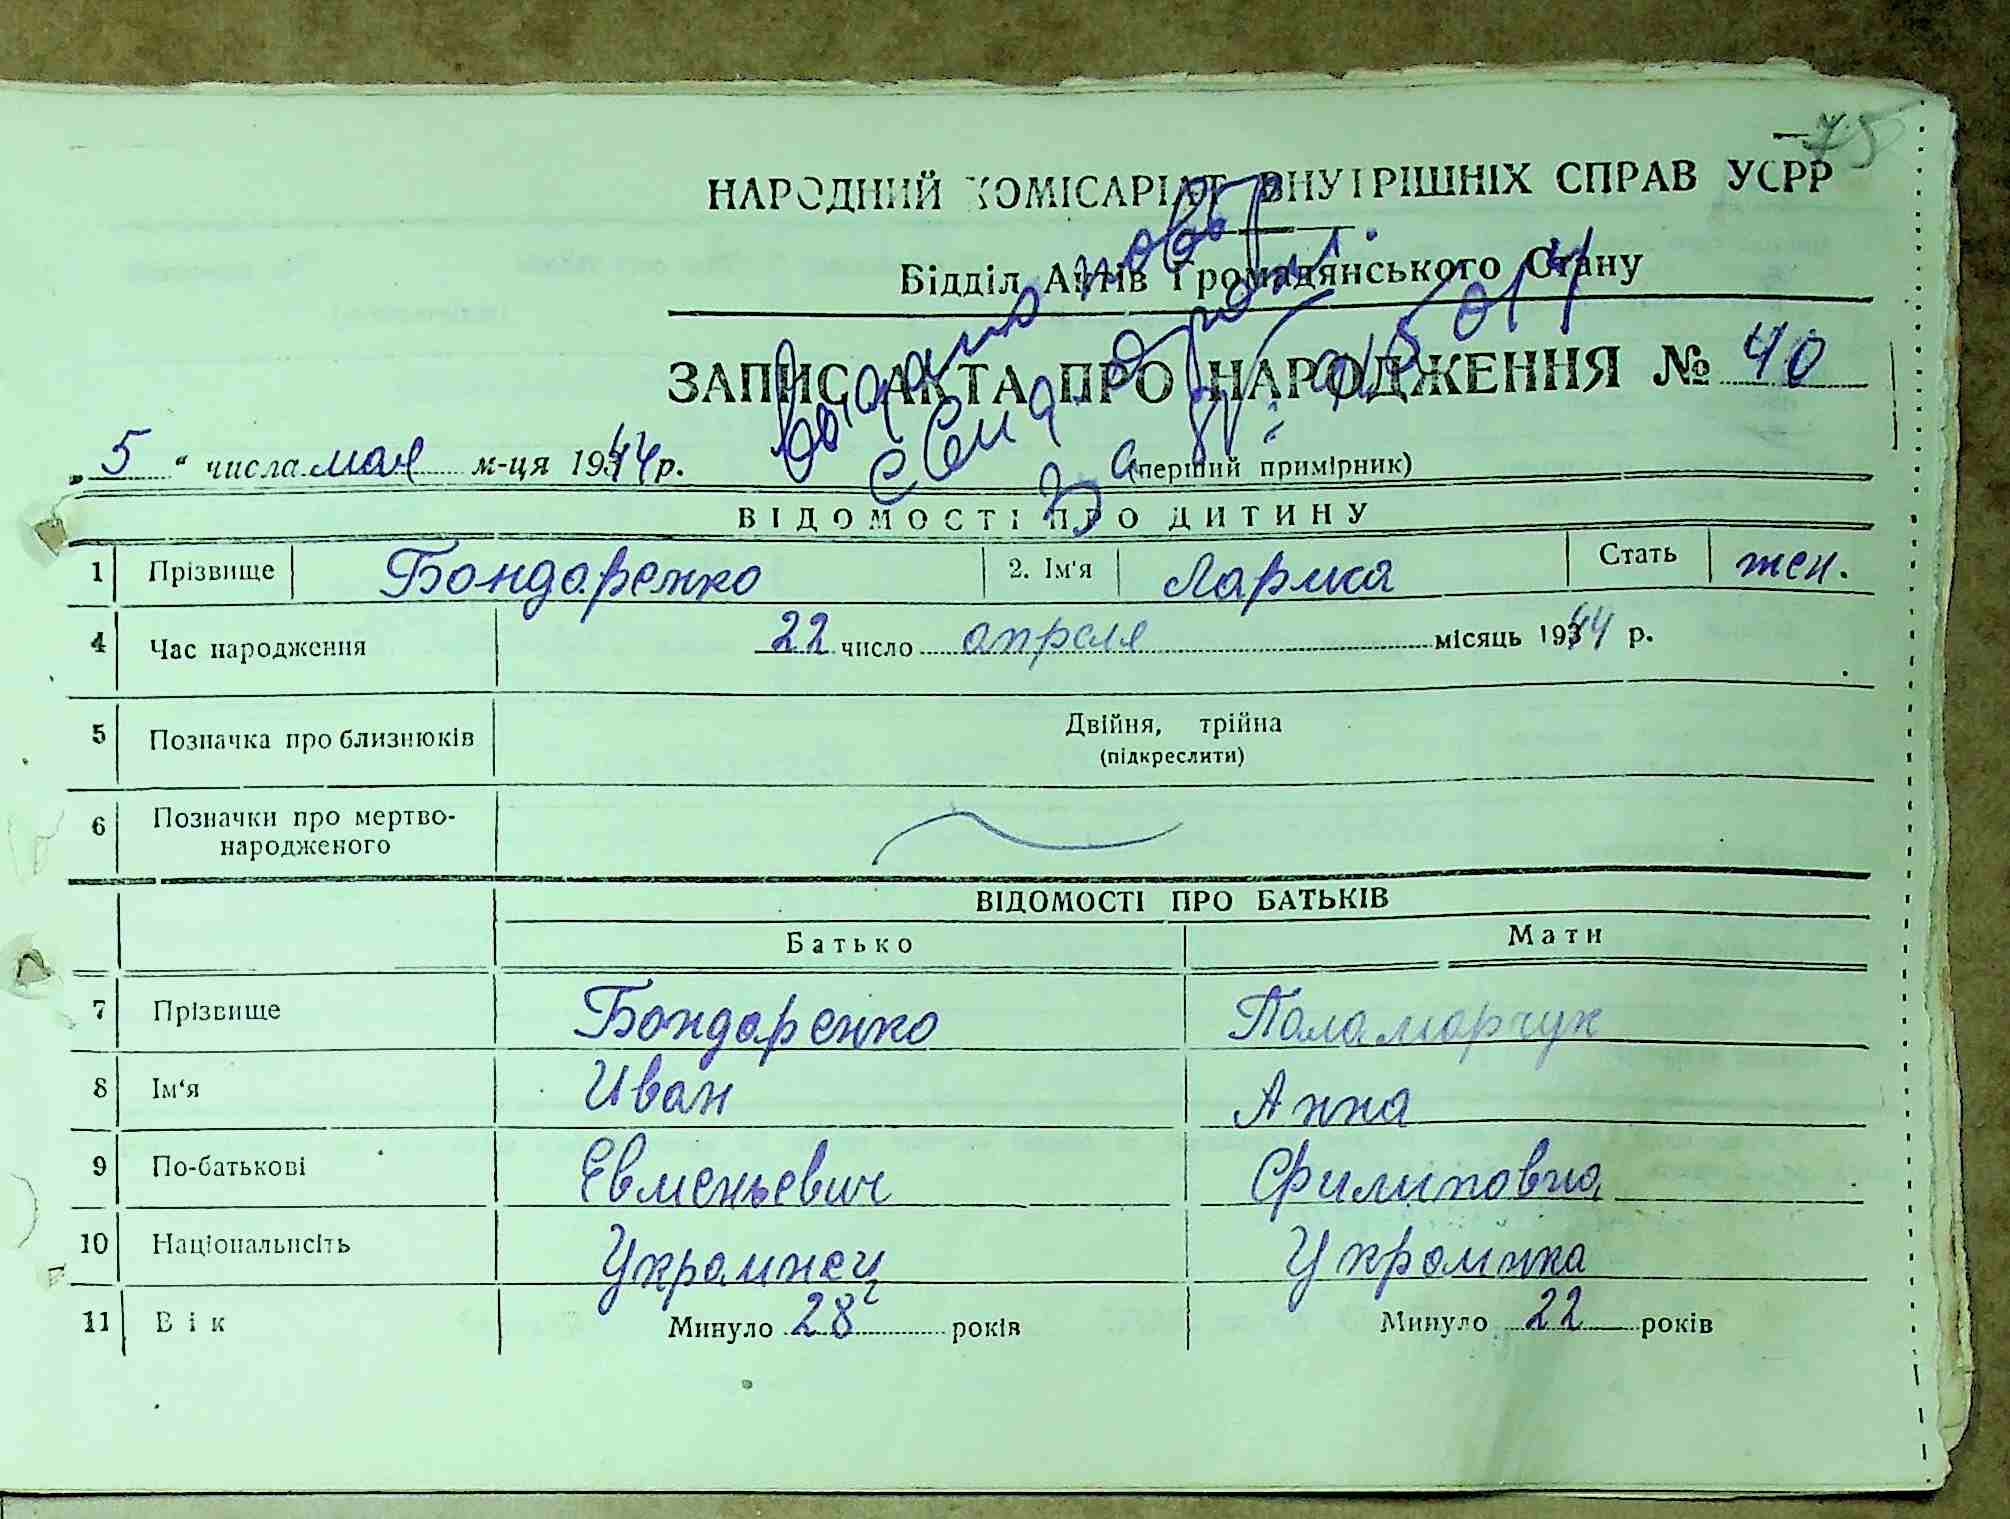 75
НАРОДНИЙ КОМІСАРІАТ ВНУТРІШНІХ СПРАВ УСРР
Відділ Актів Громадянського Стану
ЗАПИС АКТА ПРО НАРОДЖЕННЯ № 40
„ 5 “ числа мая м-ця 1944 р. (перший примірник)
ВІДОМОСТІ ПРО ДИТИНУ
1 Прізвище Бондаренко 2. Ім'я Лариса Стать жен.
4 Час народження 22 число апреля місяць 1944 р.
5 Позначка про близнюків Двійня, трійна
(підкреслити)
6 Позначки про мертво-
народженого
ВІДОМОСТІ ПРО БАТЬКІВ
Батько Мати
7 Прізвище Бондаренко Паламарчук
8 Ім'я Иван Анна
9 По-батькові Евменьевич Филиповна
10 Національність Украинец Украинка
11 Вік Минуло 28 років Минуло 22 років